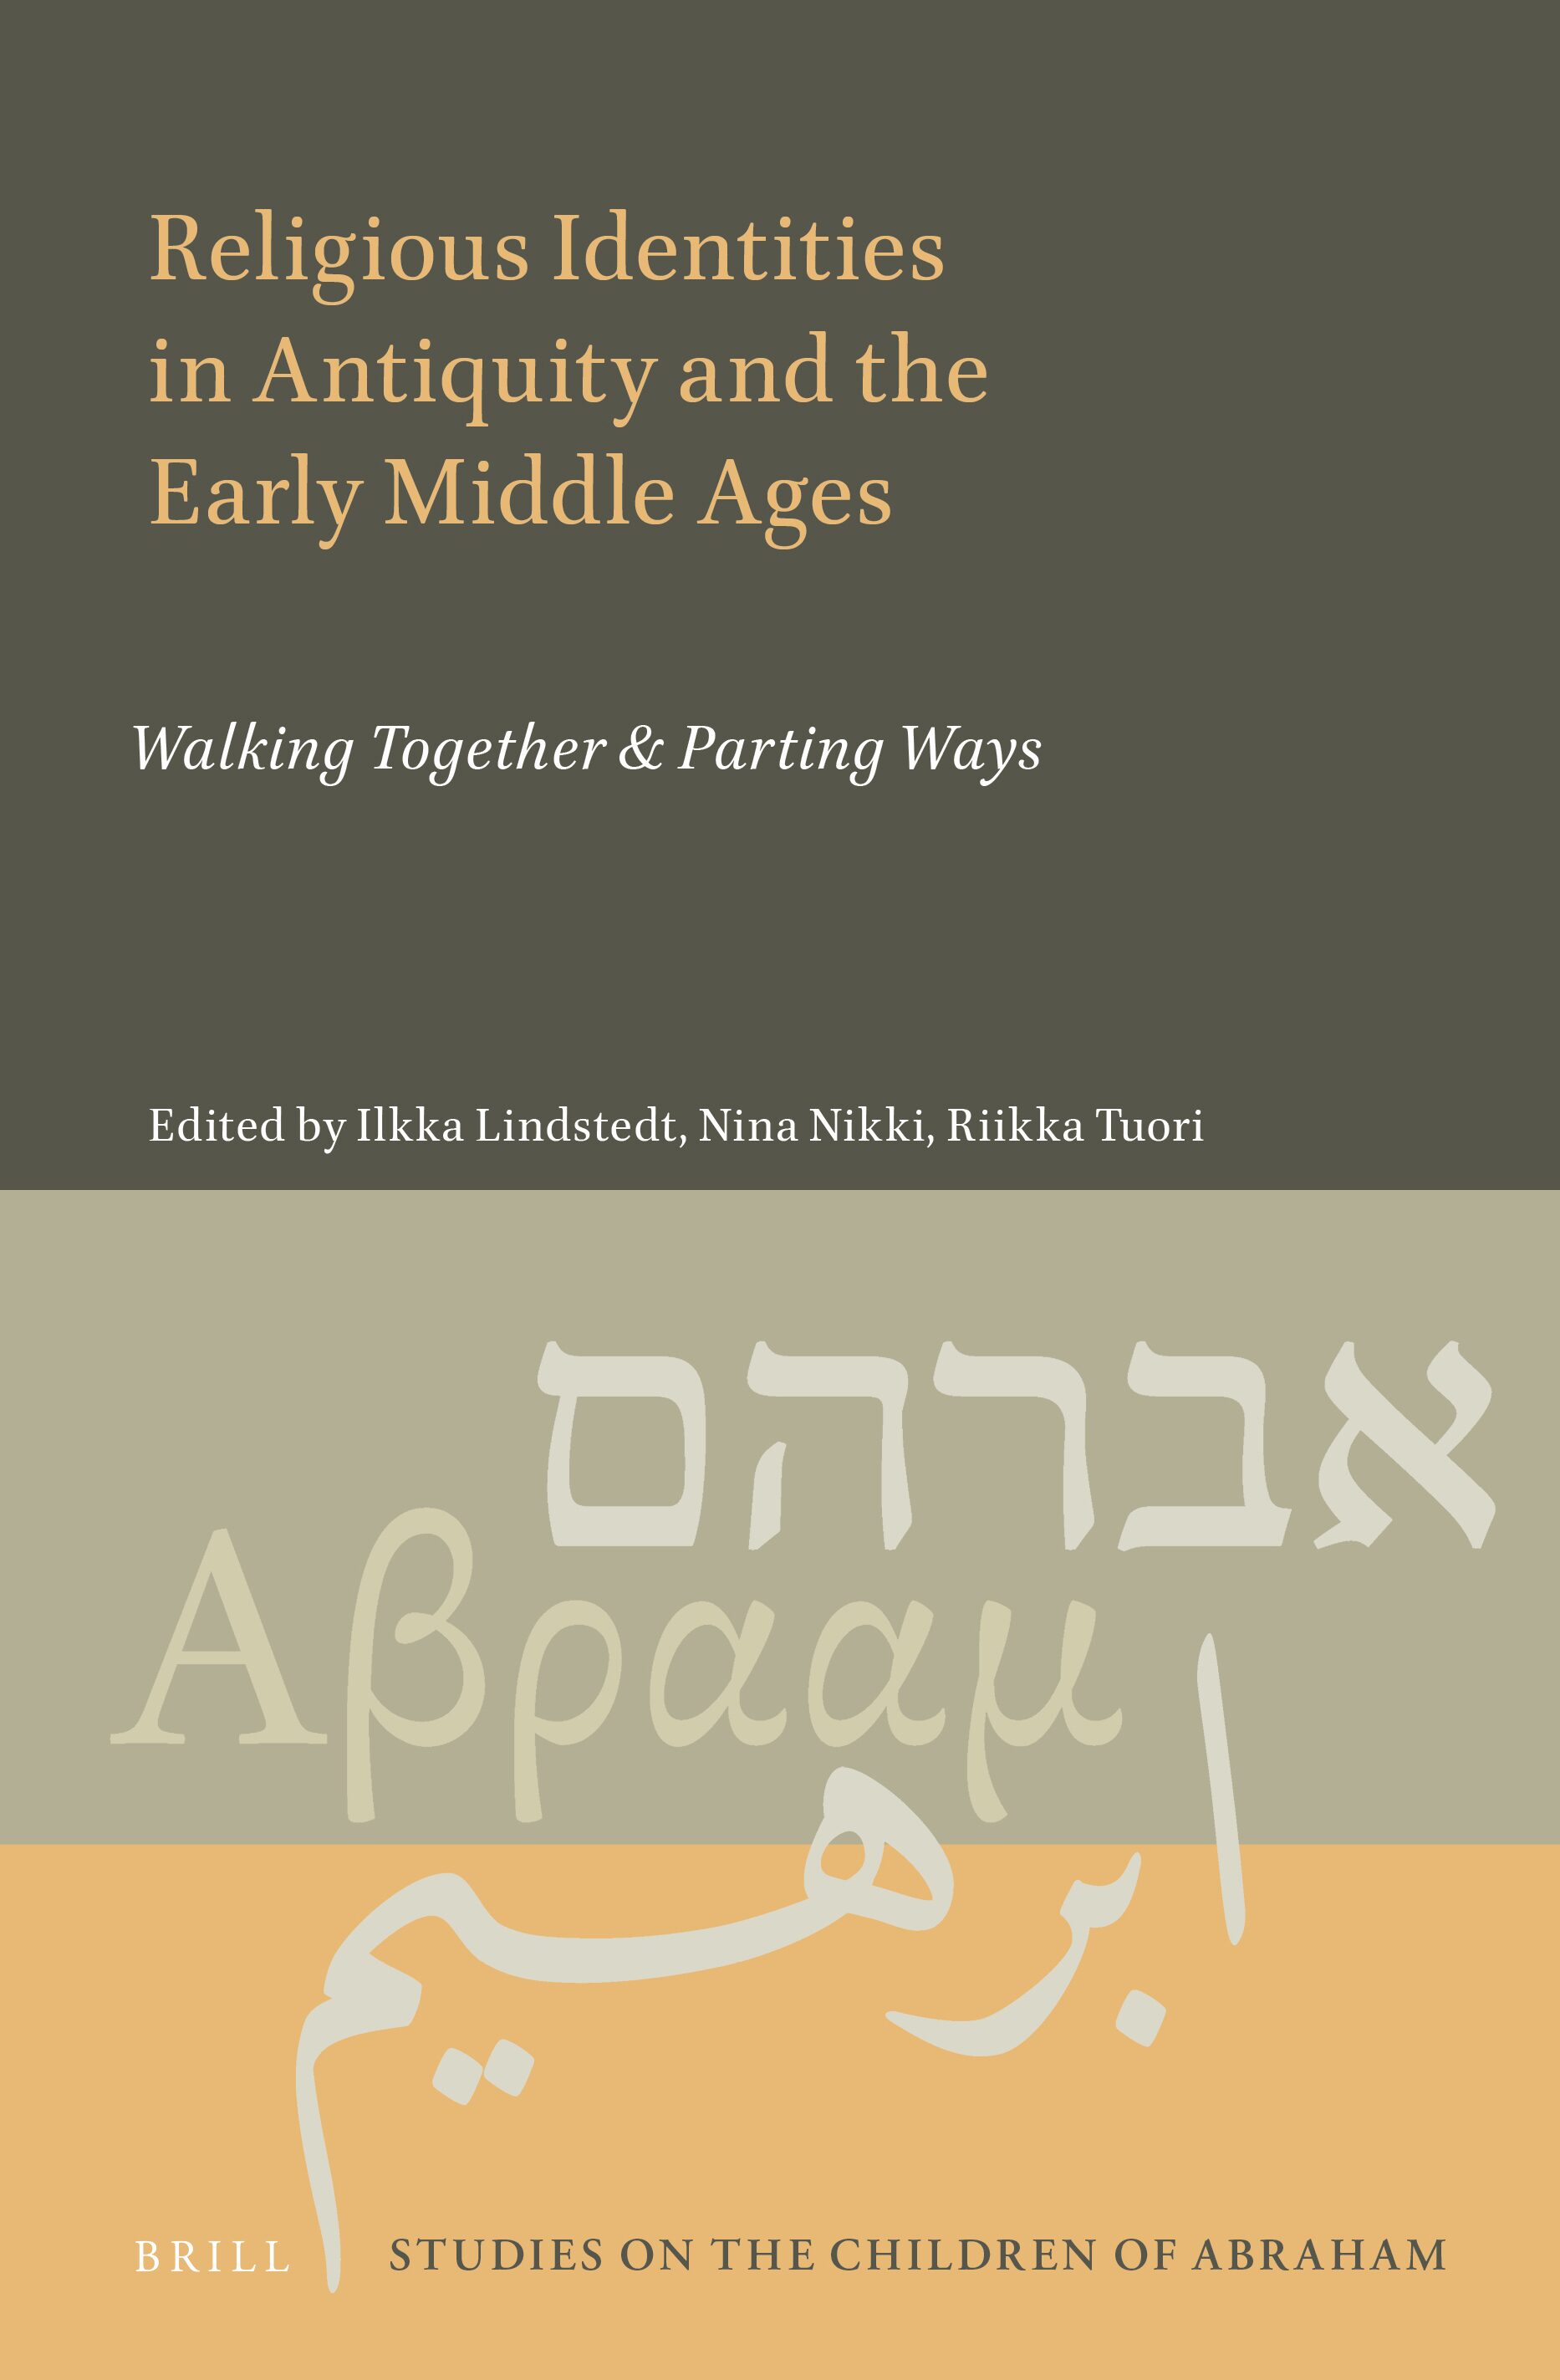 Religious Identities
in Antiquity and the
Early Middle Ages
Walking Together & Parting Ways
Edited by Ilkka Lindstedt, Nina Nikki, Riikka Tuori
אברהם
Αβρααμ
ابرهيم
BRILL
STUDIES ON THE CHILDREN OF ABRAHAM